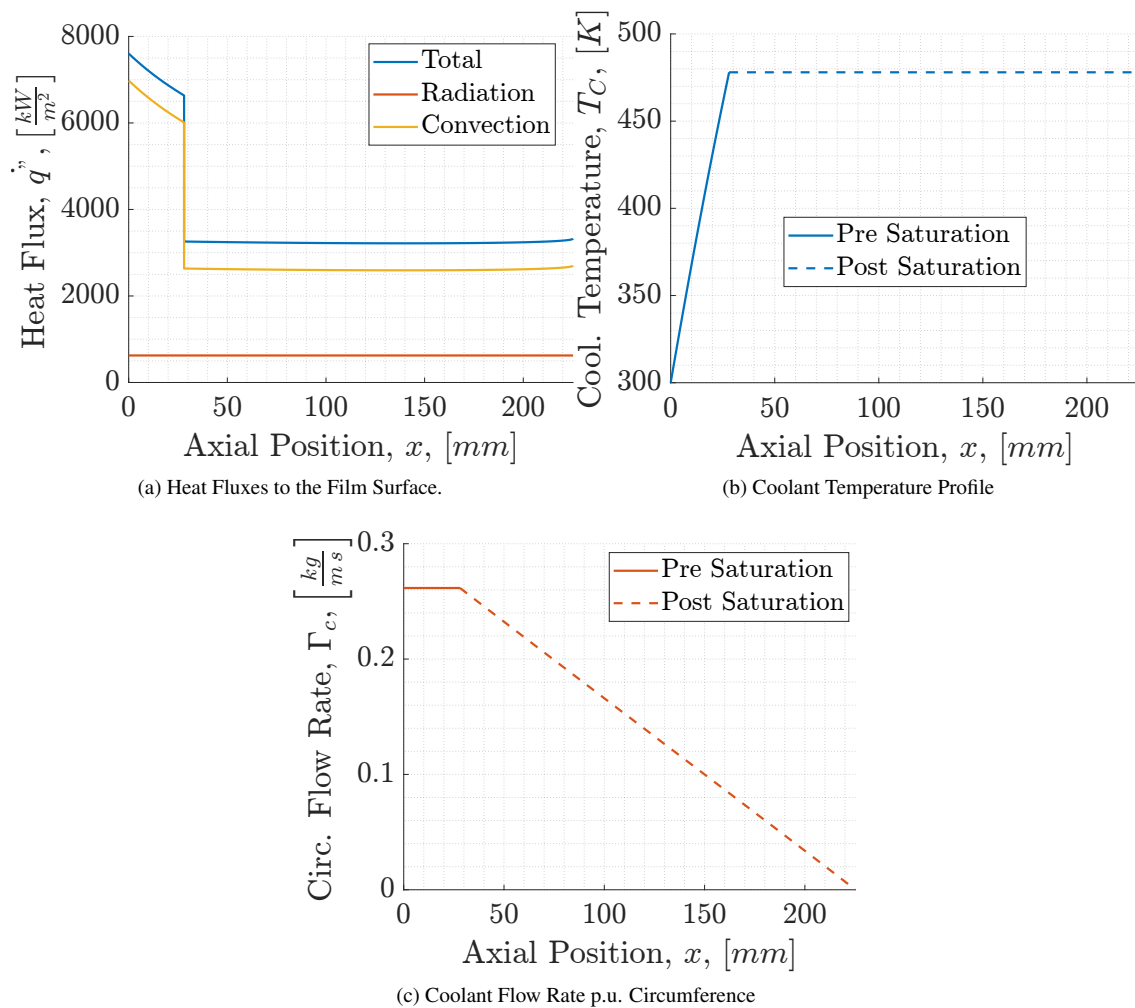 8000
6000
4000
2000
0
0
50
100
150
200
Heat Flux, q̇", [kW/m²]
Axial Position, x, [mm]
Total
Radiation
Convection
(a) Heat Fluxes to the Film Surface.
500
450
400
350
300
0
50
100
150
200
Cool. Temperature, T_C, [K]
Axial Position, x, [mm]
Pre Saturation
Post Saturation
(b) Coolant Temperature Profile
0.3
0.2
0.1
0
0
50
100
150
200
Circ. Flow Rate, Γ_c, [kg/m s]
Axial Position, x, [mm]
Pre Saturation
Post Saturation
(c) Coolant Flow Rate p.u. Circumference